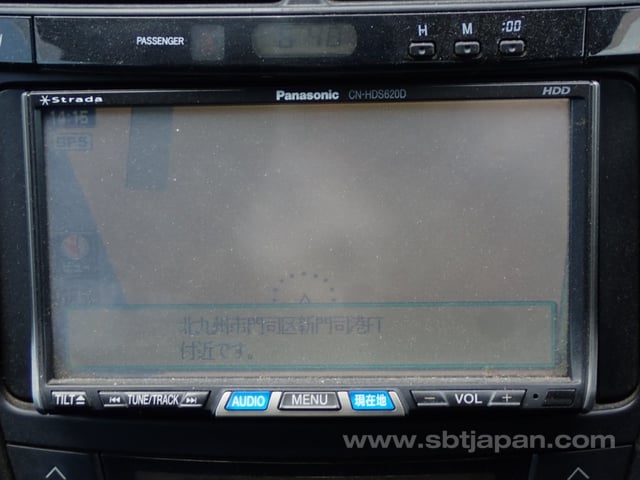 PASSENGER
H M :00
Strada Panasonic CN-HDS620D HDD
14:15
GPS
北九州市門司区新門司港町
付近です。
TILT TUNE/TRACK AUDIO MENU 現在地 − VOL +
www.sbtjapan.com